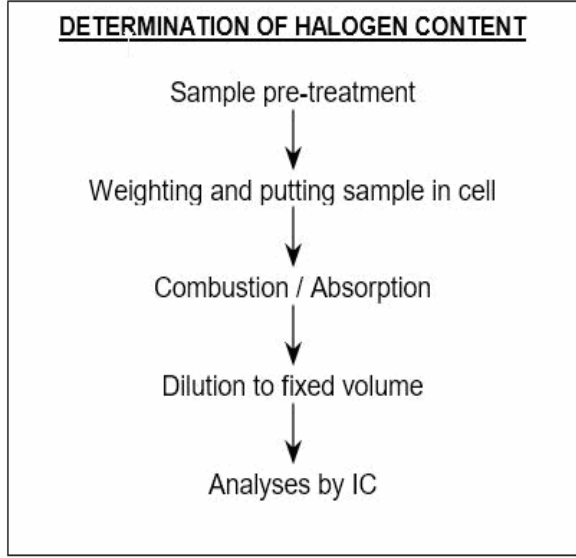 DETERMINATION OF HALOGEN CONTENT
Sample pre-treatment
Weighting and putting sample in cell
Combustion / Absorption
Dilution to fixed volume
Analyses by IC